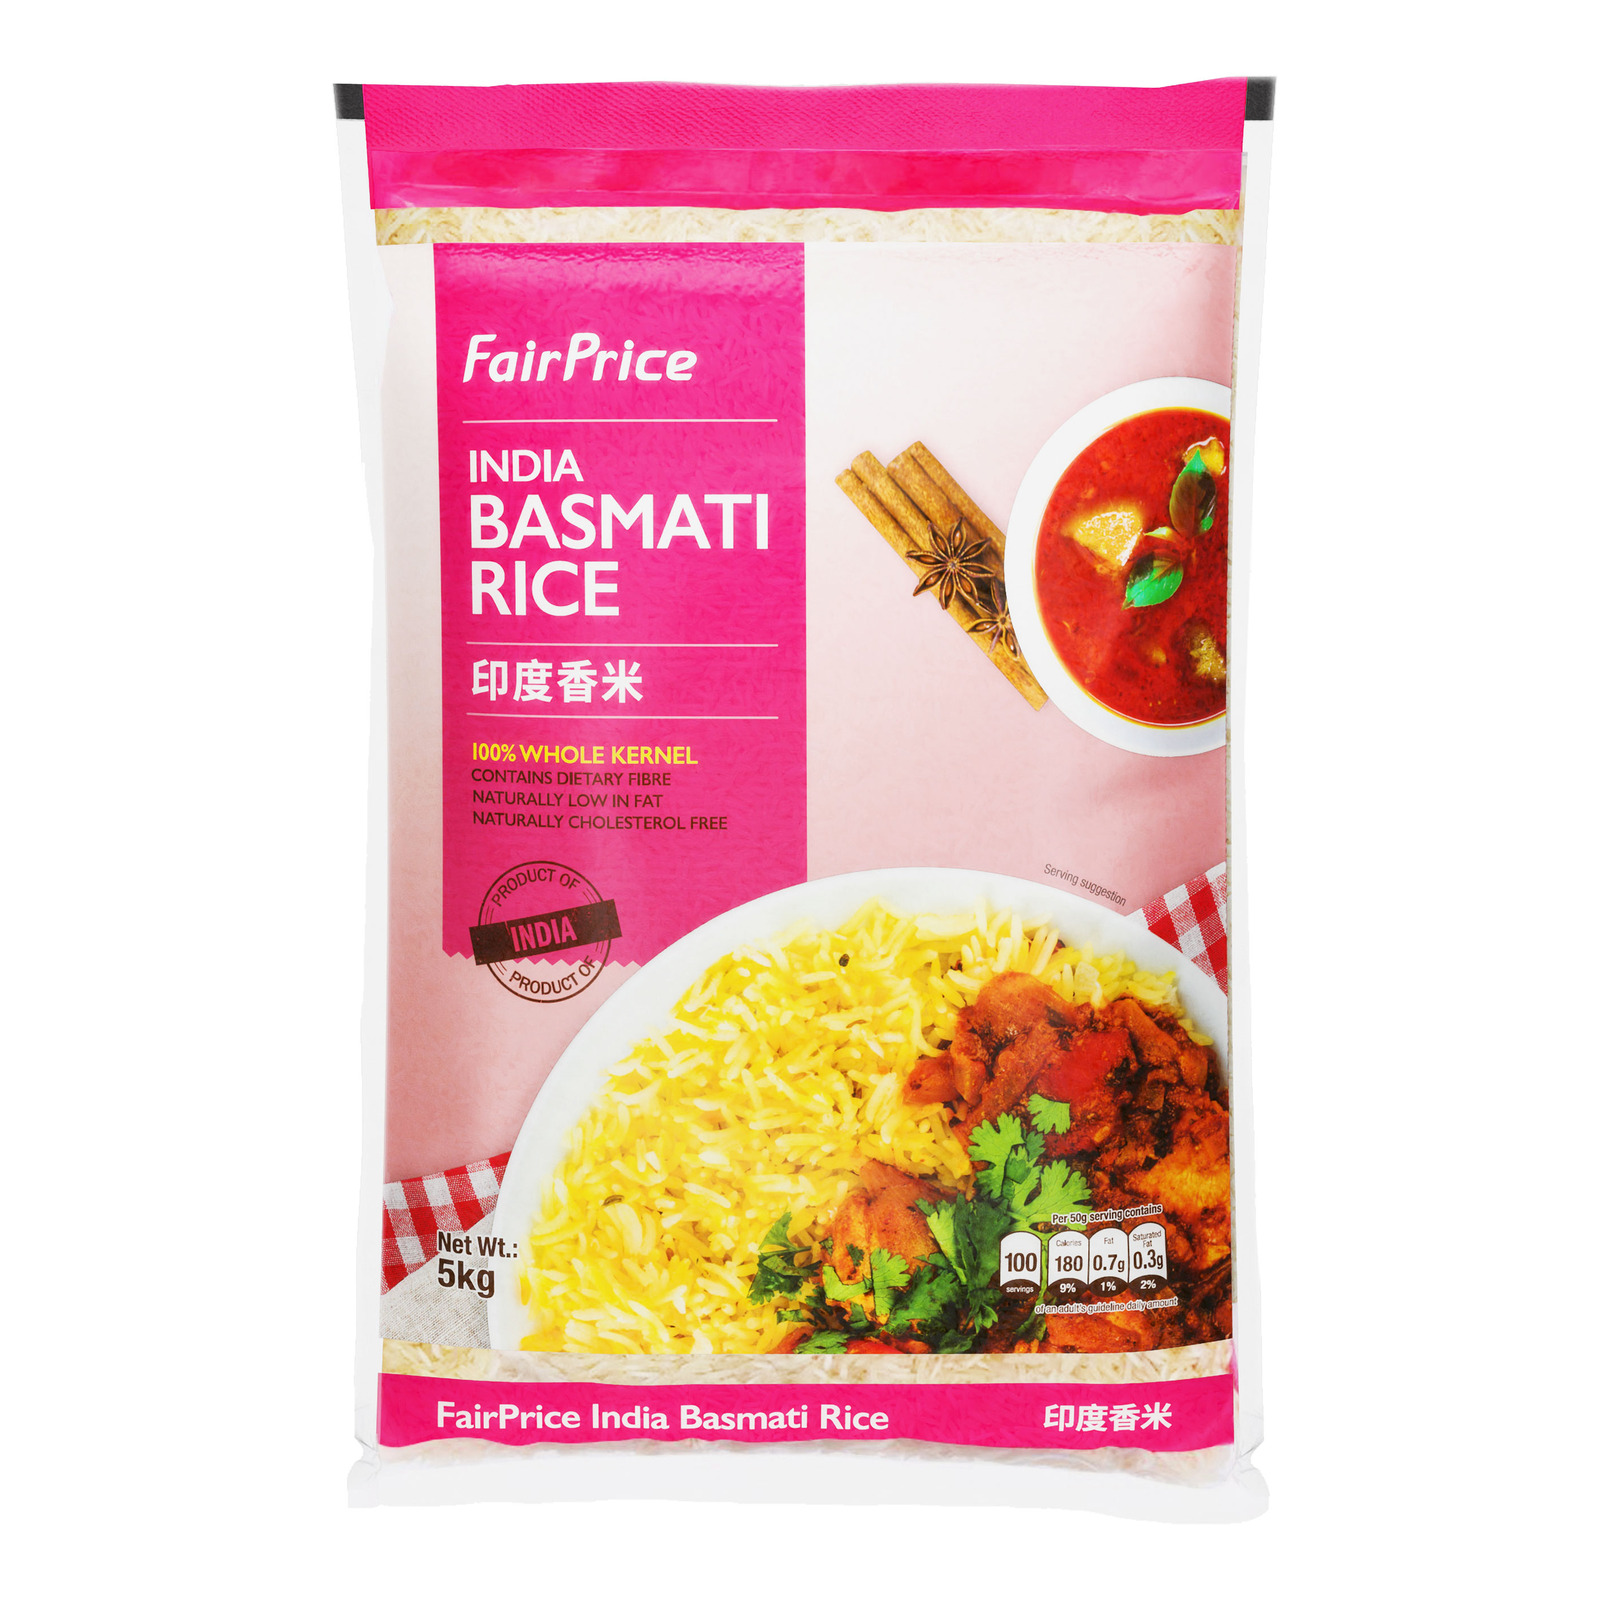 FairPrice
INDIA
BASMATI
RICE
印度香米
100% WHOLE KERNEL
CONTAINS DIETARY FIBRE
NATURALLY LOW IN FAT
NATURALLY CHOLESTEROL FREE
PRODUCT OF
INDIA
PRODUCT OF
Serving suggestion
Net Wt.:
5kg
Per 50g serving contains
100
servings
Calories
180
9%
Fat
0.7g
1%
Saturated
Fat
0.3g
2%
of an adult's guideline daily amount
FairPrice India Basmati Rice
印度香米